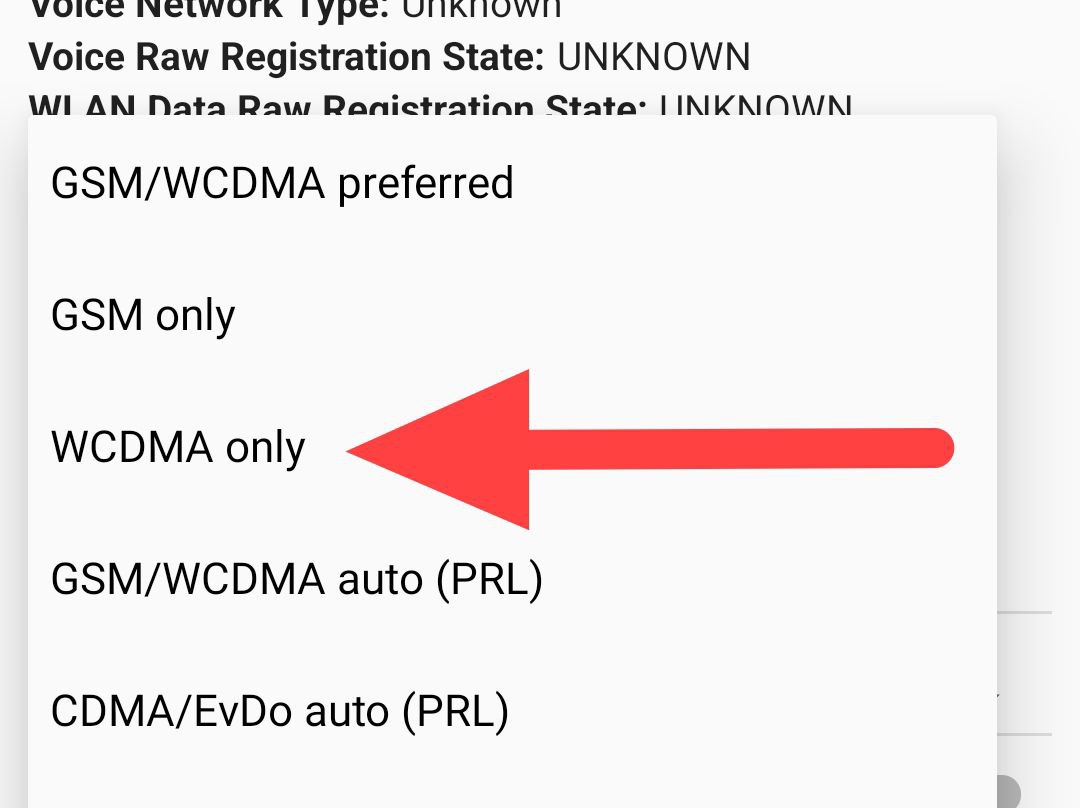 Voice Network Type: Unknown
Voice Raw Registration State: UNKNOWN
WLAN Data Raw Registration State: UNKNOWN
GSM/WCDMA preferred
GSM only
WCDMA only
GSM/WCDMA auto (PRL)
CDMA/EvDo auto (PRL)